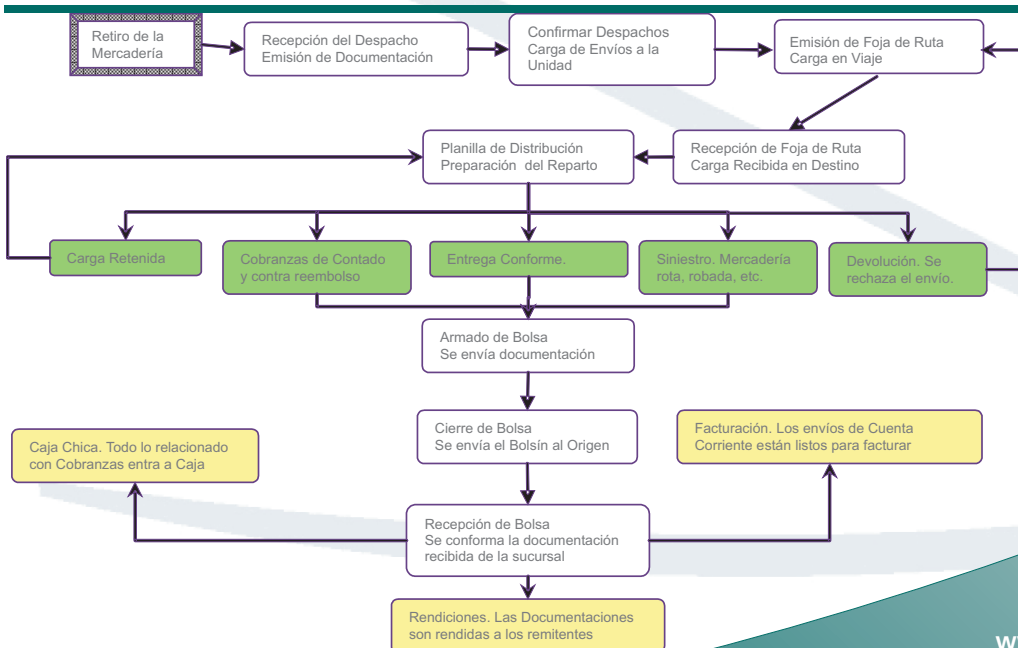 Retiro de la
Mercadería
Recepción del Despacho
Emisión de Documentación
Confirmar Despachos
Carga de Envíos a la
Unidad
Emisión de Foja de Ruta
Carga en Viaje
Planilla de Distribución
Preparación del Reparto
Recepción de Foja de Ruta
Carga Recibida en Destino
Carga Retenida
Cobranzas de Contado
y contra reembolso
Entrega Conforme.
Siniestro. Mercadería
rota, robada, etc.
Devolución. Se
rechaza el envío.
Armado de Bolsa
Se envía documentación
Cierre de Bolsa
Se envía el Bolsín al Origen
Caja Chica. Todo lo relacionado
con Cobranzas entra a Caja
Facturación. Los envíos de Cuenta
Corriente están listos para facturar
Recepción de Bolsa
Se conforma la documentación
recibida de la sucursal
Rendiciones. Las Documentaciones
son rendidas a los remitentes